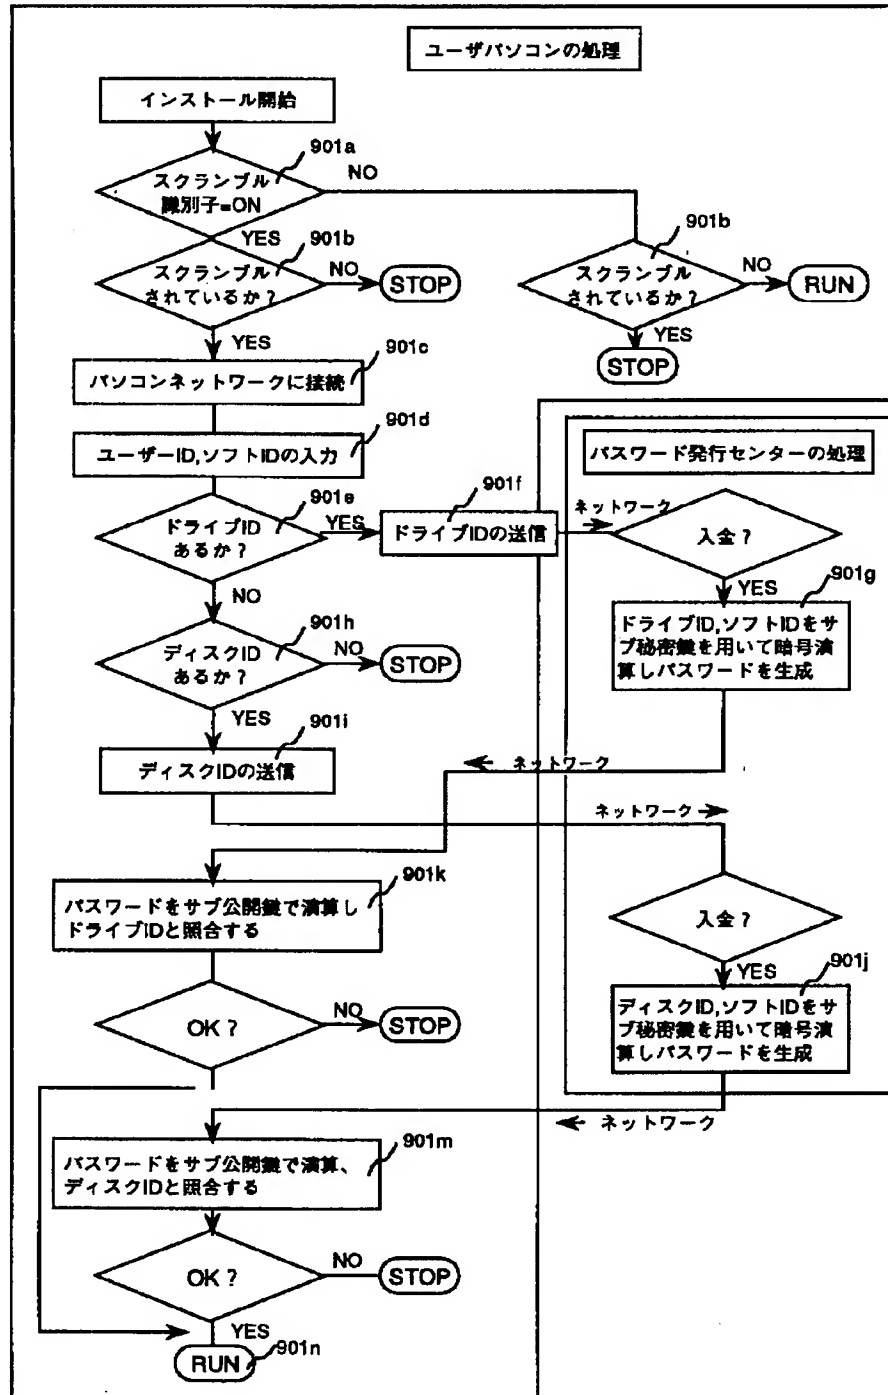 ユーザパソコンの処理
インストール開始
901a
スクランブル
識別子=ON
NO
YES
901b
スクランブル
されているか？
NO
STOP
901b
スクランブル
されているか？
NO
RUN
YES
STOP
YES
901c
パソコンネットワークに接続
901d
ユーザーID,ソフトIDの入力
パスワード発行センターの処理
901e
ドライブID
あるか？
YES
901f
ドライブIDの送信
ネットワーク
入金？
YES
901g
ドライブID,ソフトIDをサ
ブ秘密鍵を用いて暗号演
算しパスワードを生成
NO
901h
ディスクID
あるか？
NO
STOP
YES
901i
ディスクIDの送信
ネットワーク
ネットワーク
901k
パスワードをサブ公開鍵で演算し
ドライブIDと照合する
入金？
YES
901j
ディスクID,ソフトIDをサ
ブ秘密鍵を用いて暗号演
算しパスワードを生成
OK？
NO
STOP
ネットワーク
901m
パスワードをサブ公開鍵で演算、
ディスクIDと照合する
OK？
NO
STOP
YES
RUN
901n